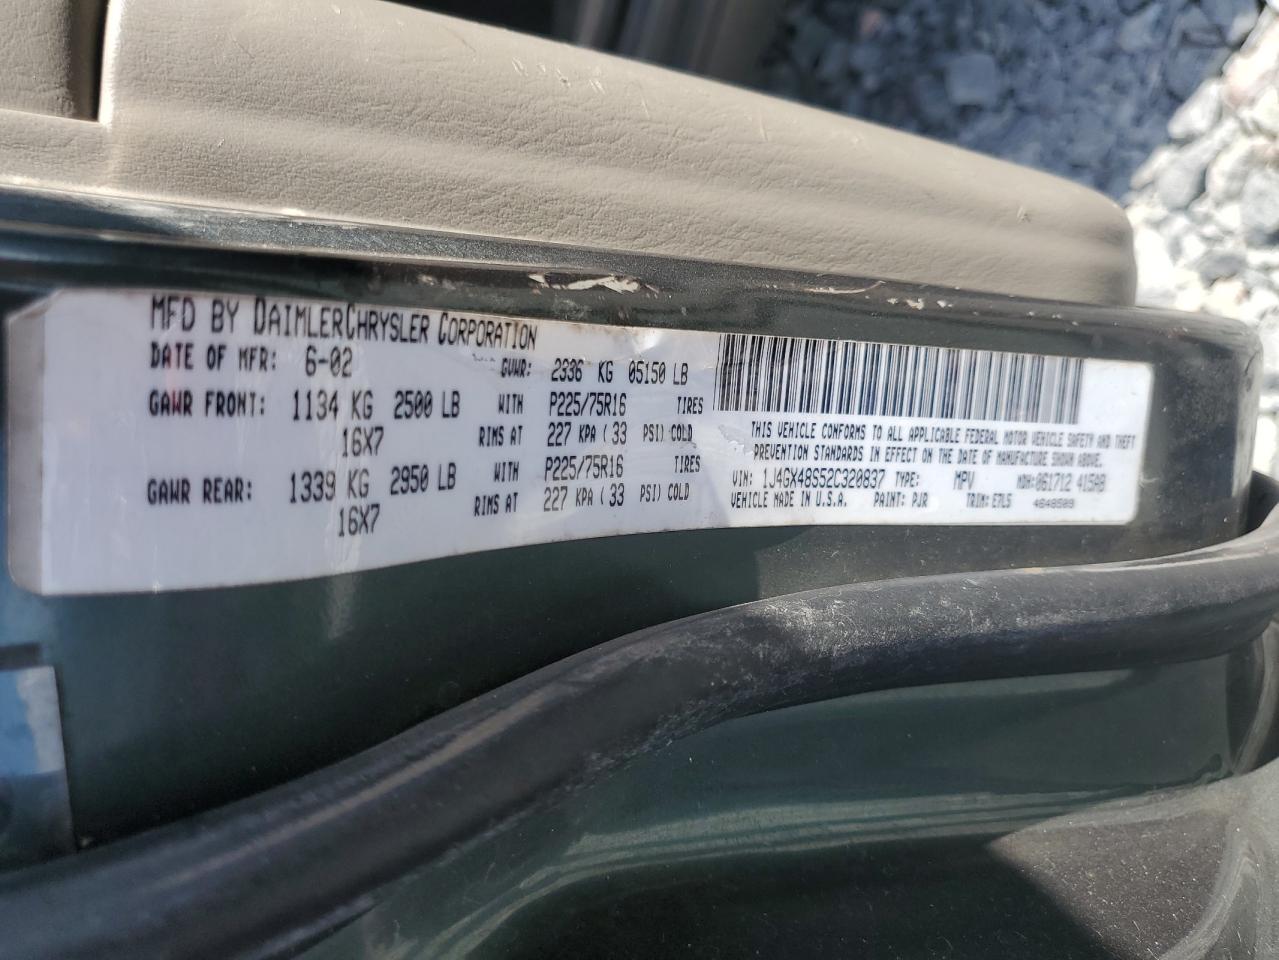 MFD BY DAIMLERCHRYSLER CORPORATION
DATE OF MFR: 6-02 GVWR: 2336 KG 05150 LB
GAWR FRONT: 1134 KG 2500 LB WITH P225/75R16 TIRES
16X7 RIMS AT 227 KPA ( 33 PSI) COLD
GAWR REAR: 1339 KG 2950 LB WITH P225/75R16 TIRES
16X7 RIMS AT 227 KPA ( 33 PSI) COLD
THIS VEHICLE CONFORMS TO ALL APPLICABLE FEDERAL MOTOR VEHICLE SAFETY AND THEFT
PREVENTION STANDARDS IN EFFECT ON THE DATE OF MANUFACTURE SHOWN ABOVE.
VIN: 1J4GX48S52C320837 TYPE: MPV MDH: 061712 415AB
VEHICLE MADE IN U.S.A. PAINT: PJR TRIM: E7L5 4648509